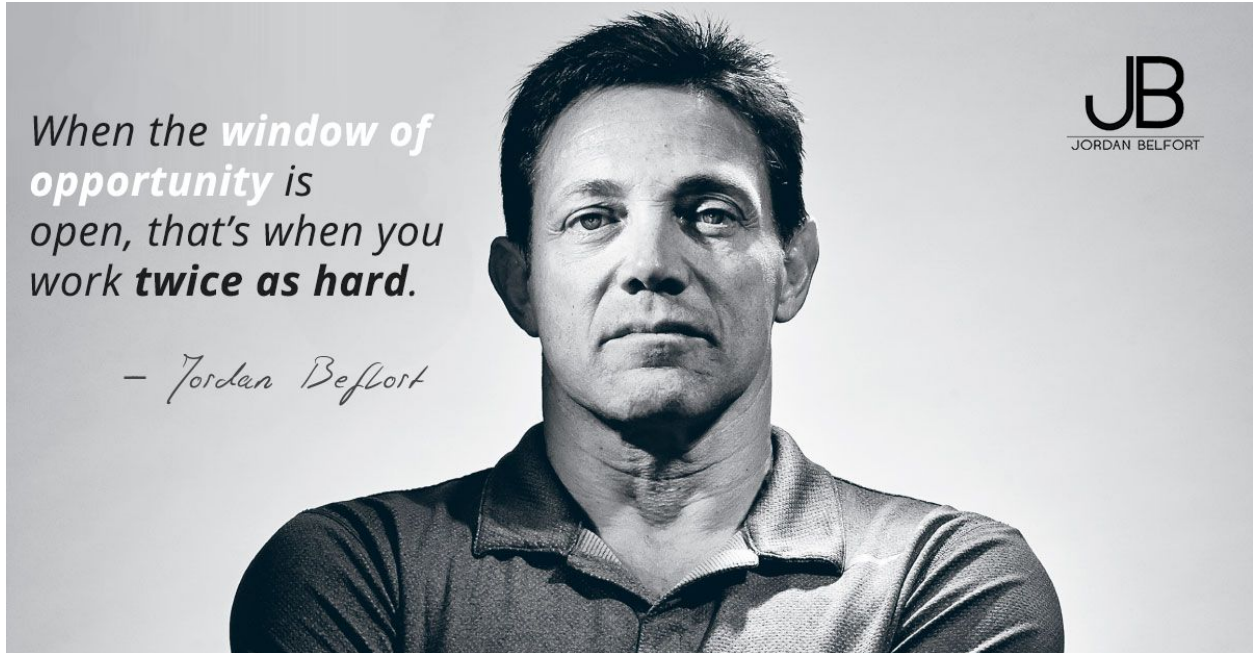 When the window of
opportunity is
open, that's when you
work twice as hard.
– Jordan Belfort
JB
JORDAN BELFORT